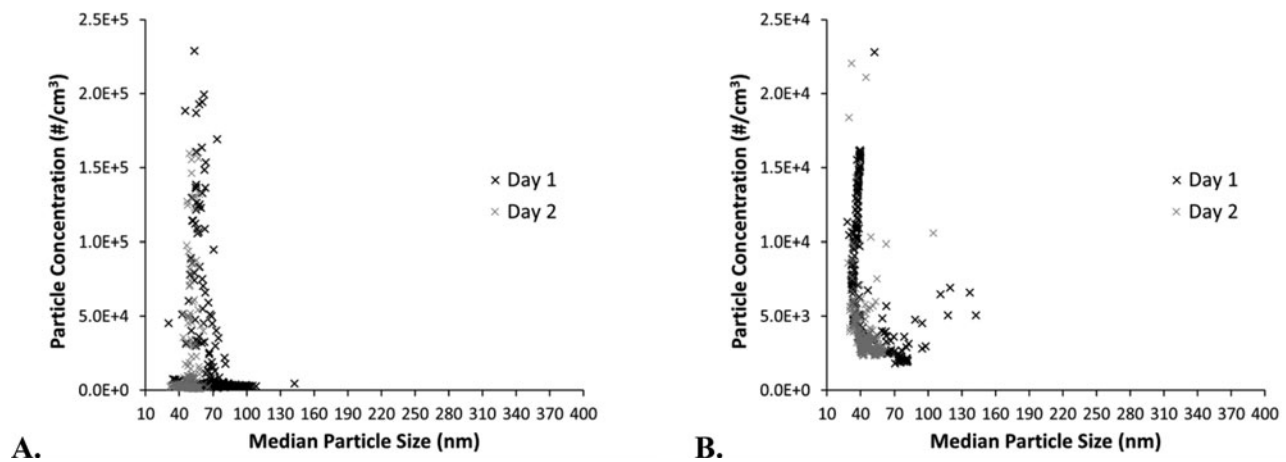 2.5E+5
2.0E+5
1.5E+5
1.0E+5
5.0E+4
0.0E+0
Particle Concentration (#/cm³)
10 40 70 100 130 160 190 220 250 280 310 340 370 400
Median Particle Size (nm)
Day 1
Day 2
A.
2.5E+4
2.0E+4
1.5E+4
1.0E+4
5.0E+3
0.0E+0
Particle Concentration (#/cm³)
10 40 70 100 130 160 190 220 250 280 310 340 370 400
Median Particle Size (nm)
Day 1
Day 2
B.